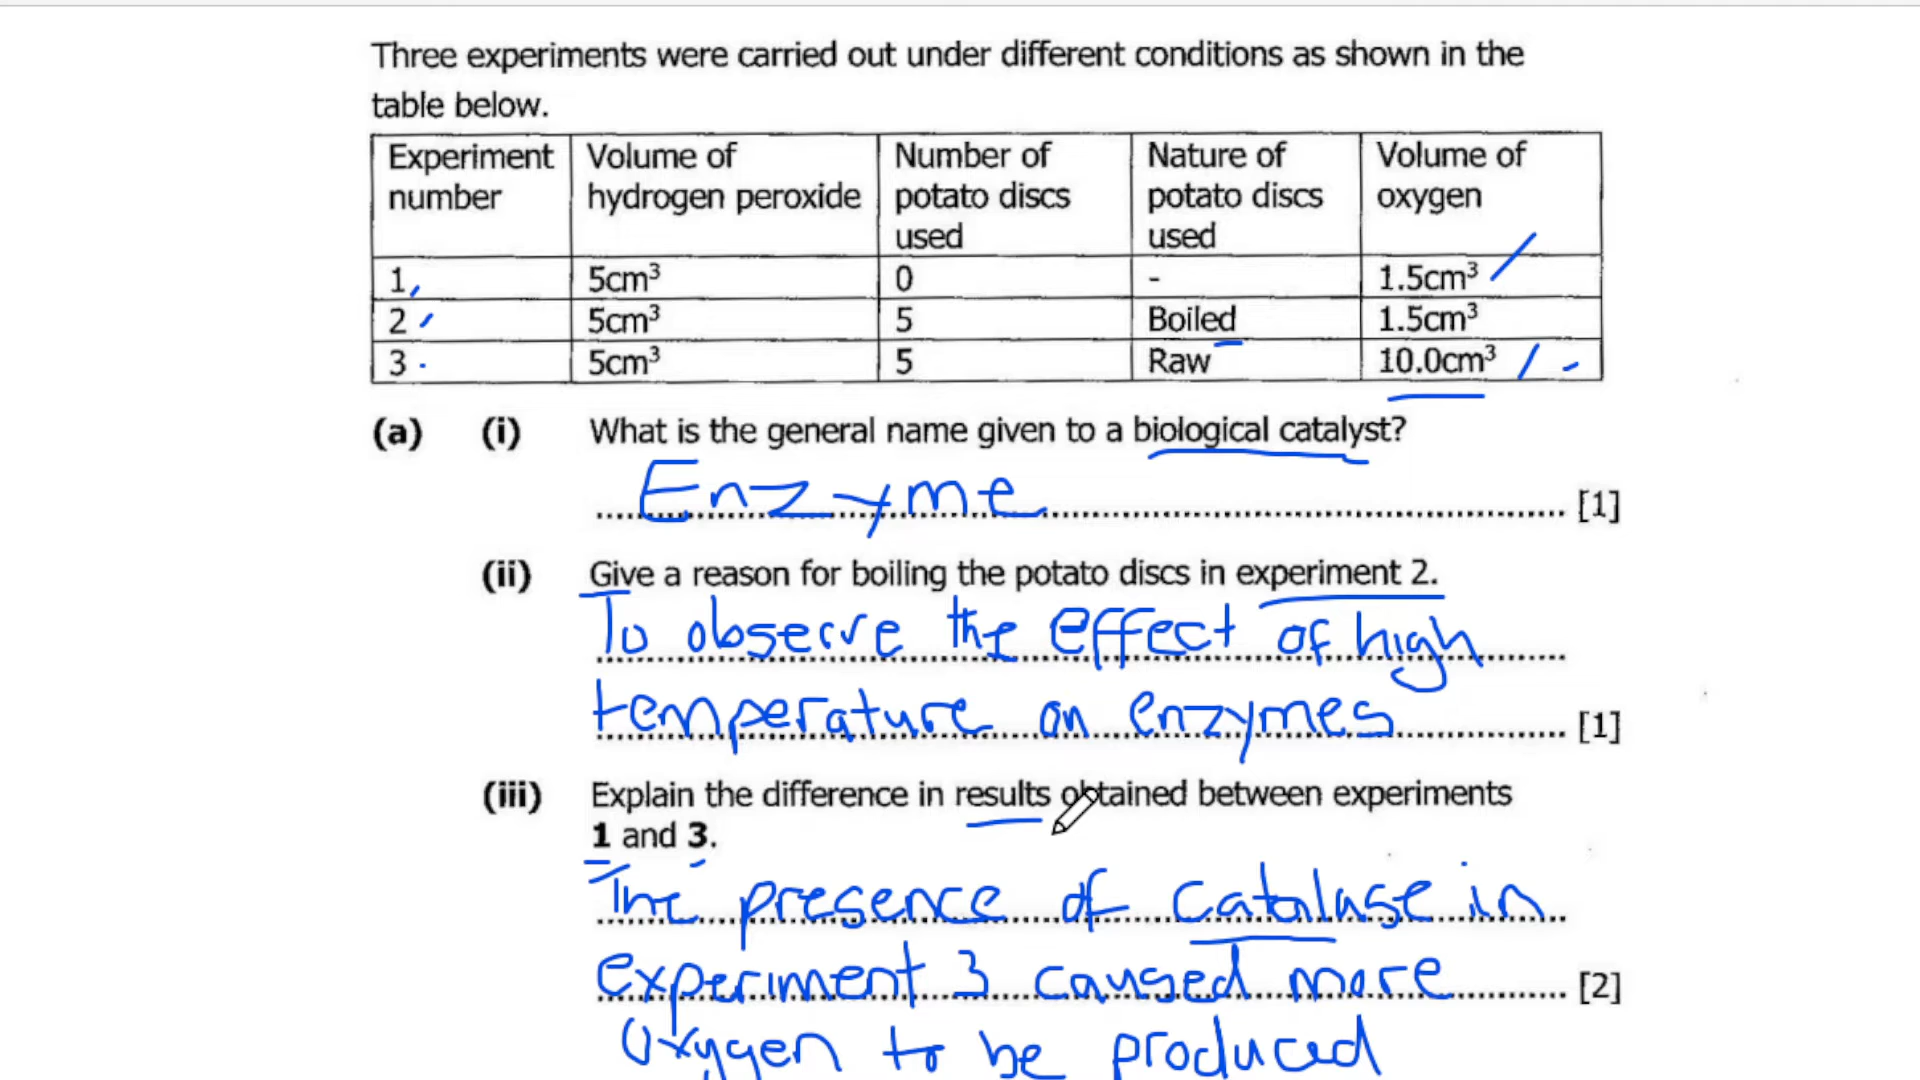 Three experiments were carried out under different conditions as shown in the
table below.
Experiment number | Volume of hydrogen peroxide | Number of potato discs used | Nature of potato discs used | Volume of oxygen
1 | 5cm³ | 0 | - | 1.5cm³
2 | 5cm³ | 5 | Boiled | 1.5cm³
3 | 5cm³ | 5 | Raw | 10.0cm³
(a) (i) What is the general name given to a biological catalyst?
Enzyme [1]
(ii) Give a reason for boiling the potato discs in experiment 2.
To observe the effect of high
temperature on enzymes [1]
(iii) Explain the difference in results obtained between experiments
1 and 3.
The presence of catalase in
experiment 3 caused more [2]
oxygen to be produced